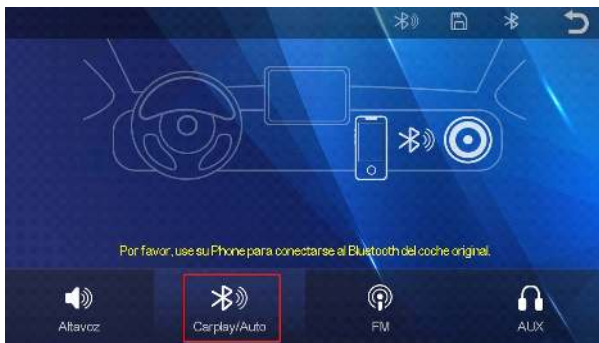 Por favor, use su Phone para conectarse al Bluetooth del coche original.
Altavoz
Carplay/Auto
FM
AUX